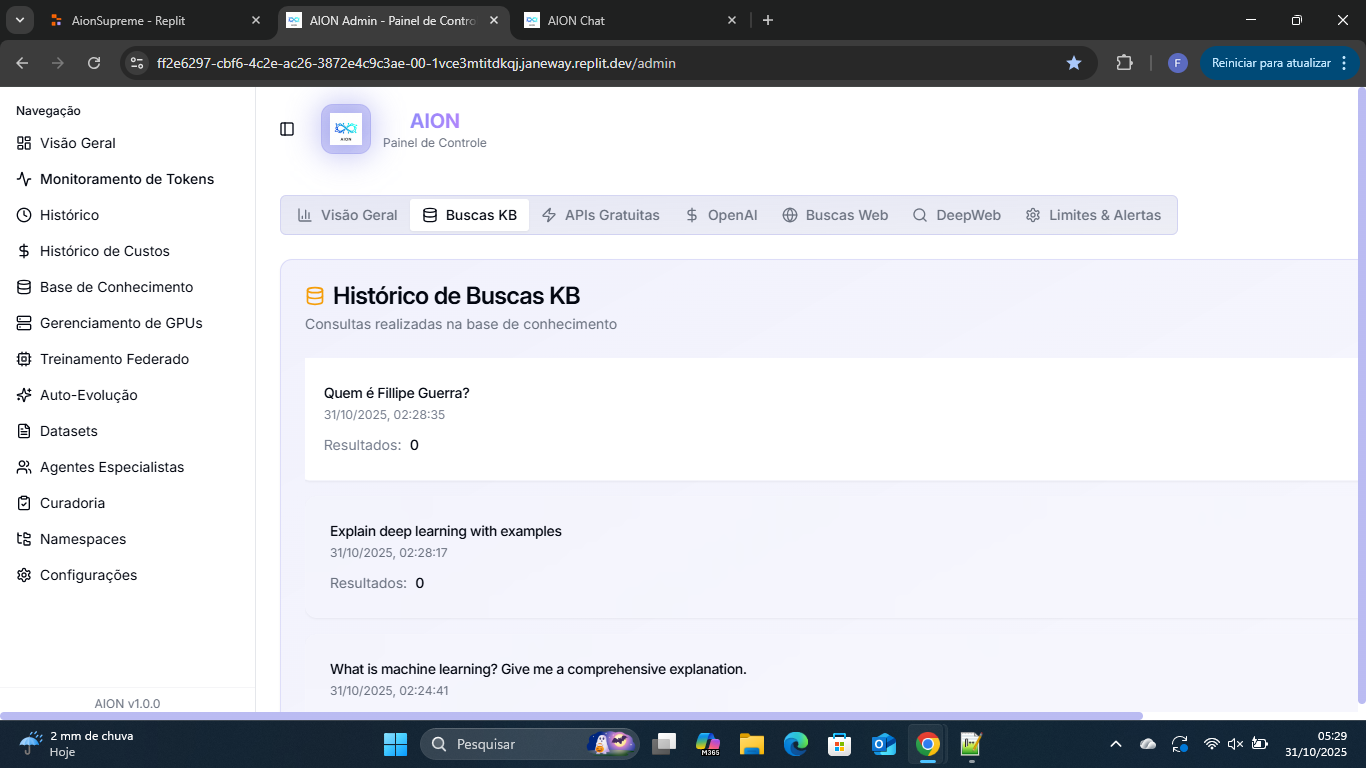 AionSupreme - Replit
AION Admin - Painel de Contro
AION Chat
ff2e6297-cbf6-4c2e-ac26-3872e4c9c3ae-00-1vce3mtitdkqj.janeway.replit.dev/admin
F
Reiniciar para atualizar
Navegação
Visão Geral
Monitoramento de Tokens
Histórico
Histórico de Custos
Base de Conhecimento
Gerenciamento de GPUs
Treinamento Federado
Auto-Evolução
Datasets
Agentes Especialistas
Curadoria
Namespaces
Configurações
AION v1.0.0
AION
AION
Painel de Controle
Visão Geral
Buscas KB
APIs Gratuitas
OpenAI
Buscas Web
DeepWeb
Limites & Alertas
Histórico de Buscas KB
Consultas realizadas na base de conhecimento
Quem é Fillipe Guerra?
31/10/2025, 02:28:35
Resultados: 0
Explain deep learning with examples
31/10/2025, 02:28:17
Resultados: 0
What is machine learning? Give me a comprehensive explanation.
31/10/2025, 02:24:41
2 mm de chuva
Hoje
Pesquisar
M365
05:29
31/10/2025